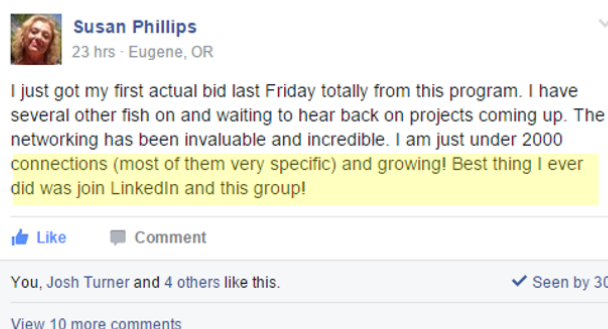 Susan Phillips
23 hrs · Eugene, OR
I just got my first actual bid last Friday totally from this program. I have
several other fish on and waiting to hear back on projects coming up. The
networking has been invaluable and incredible. I am just under 2000
connections (most of them very specific) and growing! Best thing I ever
did was join LinkedIn and this group!
Like Comment
You, Josh Turner and 4 others like this. Seen by 30
View 10 more comments